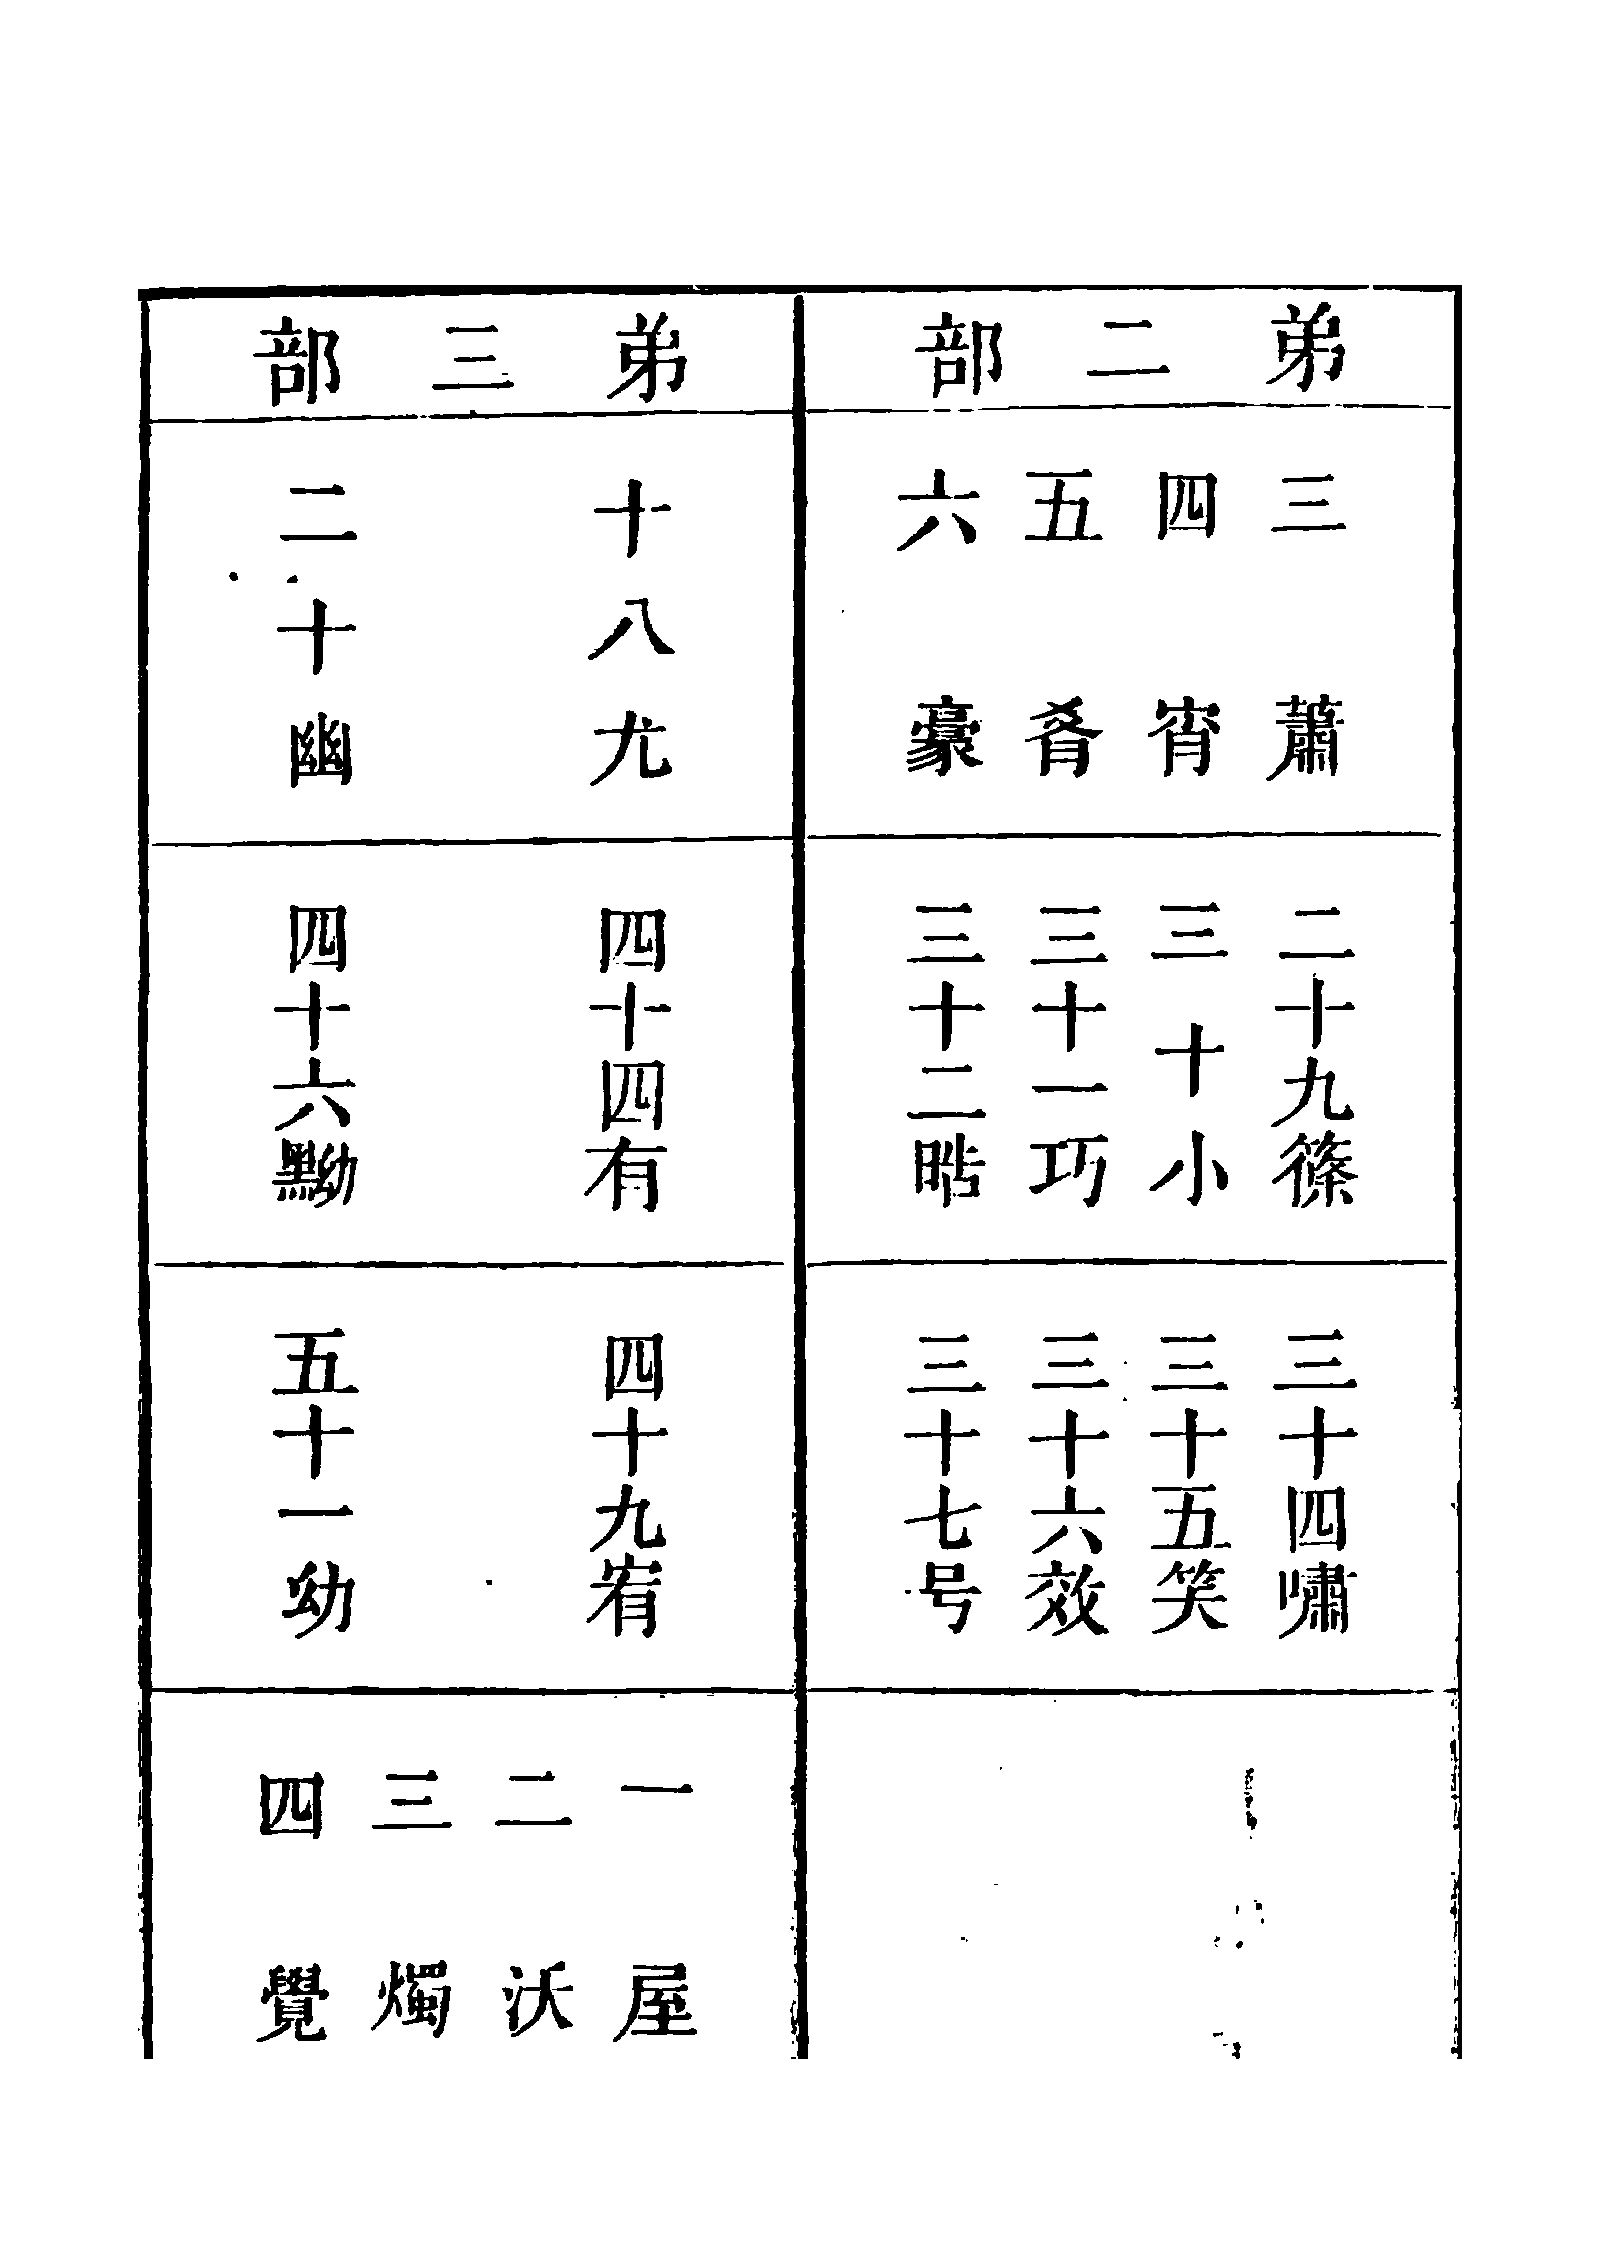 弟二部
三蕭
四宵
五肴
六豪
二十九篠
三十小
三十一巧
三十二晧
三十四嘯
三十五笑
三十六效
三十七号
弟三部
十八尤
二十幽
四十四有
四十六黝
四十九宥
五十一幼
一屋
二沃
三燭
四覺